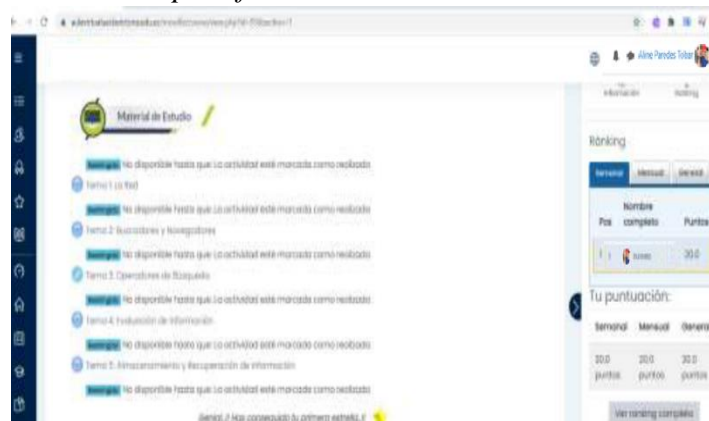 Aline Paredes Tobar
Material de Estudio
No disponible hasta que: La actividad esté marcada como realizada
Tema 1: La Red
No disponible hasta que: La actividad esté marcada como realizada
Tema 2: Buscadores y Navegadores
No disponible hasta que: La actividad esté marcada como realizada
Tema 3: Operadores de Búsqueda
No disponible hasta que: La actividad esté marcada como realizada
Tema 4: Evaluación de Información
No disponible hasta que: La actividad esté marcada como realizada
Tema 5: Almacenamiento y Recuperación de Información
No disponible hasta que: La actividad esté marcada como realizada
Genial..!! Has conseguido tu primera estrella..!!
Información Ranking
Ránking
Semanal Mensual General
Pos Nombre completo Puntos
1 20.0
Tu puntuación:
Semanal Mensual General
20.0 puntos 20.0 puntos 20.0 puntos
Ver ranking completo